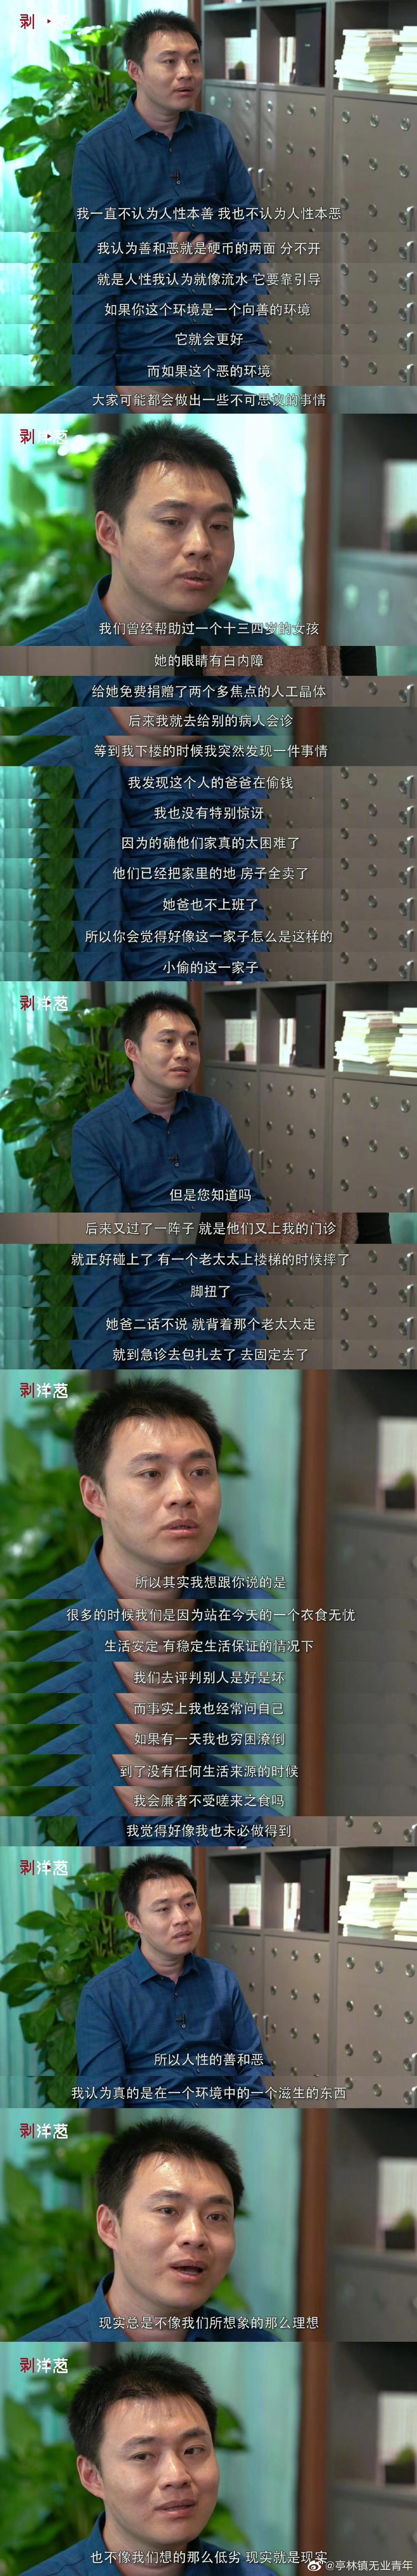 剥
我一直不认为人性本善 我也不认为人性本恶
我认为善和恶就是硬币的两面 分不开
就是人性我认为就像流水 它要靠引导
如果你这个环境是一个向善的环境
它就会更好
而如果这个恶的环境
大家可能都会做出一些不可思议的事情
剥洋葱
我们曾经帮助过一个十三四岁的女孩
她的眼睛有白内障
给她免费捐赠了两个多焦点的人工晶体
后来我就去给别的病人会诊
等到我下楼的时候我突然发现一件事情
我发现这个人的爸爸在偷钱
我也没有特别惊讶
因为的确他们家真的太困难了
他们已经把家里的地 房子全卖了
她爸也不上班了
所以你会觉得好像这一家子怎么是这样的
小偷的这一家子
剥洋葱
但是您知道吗
后来又过了一阵子 就是他们又上我的门诊
就正好碰上了 有一个老太太上楼梯的时候摔了
脚扭了
她爸二话不说 就背着那个老太太走
就到急诊去包扎去了 去固定去了
剥洋葱
所以其实我想跟你说的是
很多的时候我们是因为站在今天的一个衣食无忧
生活安定 有稳定生活保证的情况下
我们去评判别人是好是坏
而事实上我也经常问自己
如果有一天我也穷困潦倒
到了没有任何生活来源的时候
我会廉者不受嗟来之食吗
我觉得好像我也未必做得到
剥洋葱
所以人性的善和恶
我认为真的是在一个环境中的一个滋生的东西
剥洋葱
现实总是不像我们所想象的那么理想
剥洋葱
也不像我们想的那么低劣 现实就是现实
@亭林镇无业青年